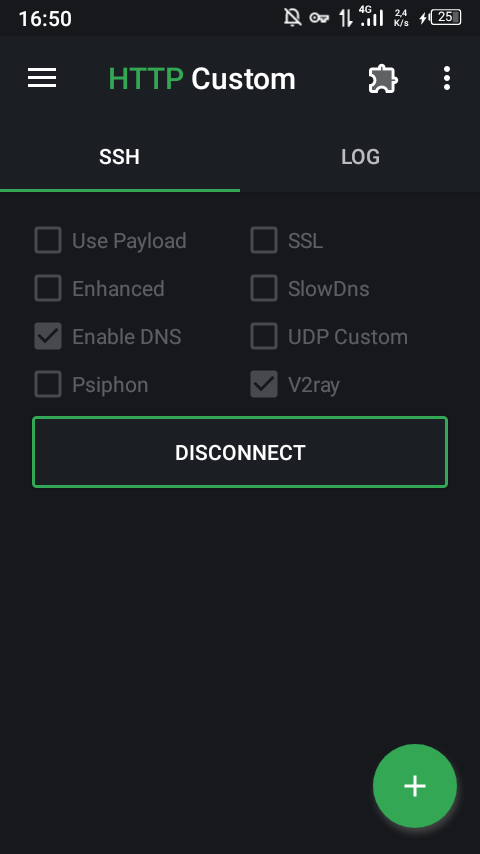 16:50 4G 2,4 K/s 25
HTTP Custom
SSH LOG
Use Payload SSL
Enhanced SlowDns
Enable DNS UDP Custom
Psiphon V2ray
DISCONNECT